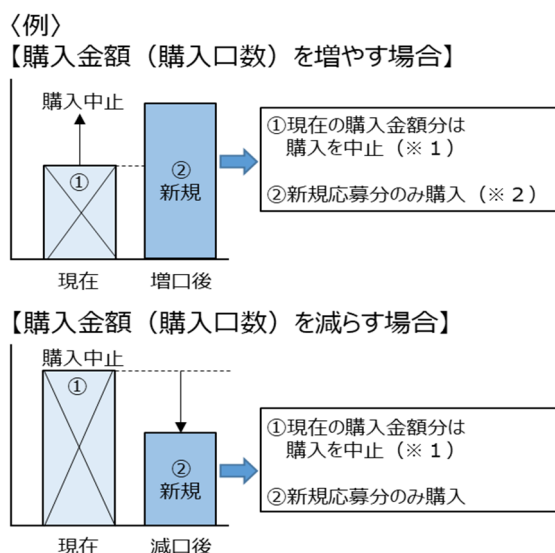 〈例〉
【購入金額（購入口数）を増やす場合】
購入中止
①
②
新規
現在
増口後
①現在の購入金額分は
購入を中止（※１）
②新規応募分のみ購入（※２）
【購入金額（購入口数）を減らす場合】
購入中止
①
②
新規
現在
減口後
①現在の購入金額分は
購入を中止（※１）
②新規応募分のみ購入